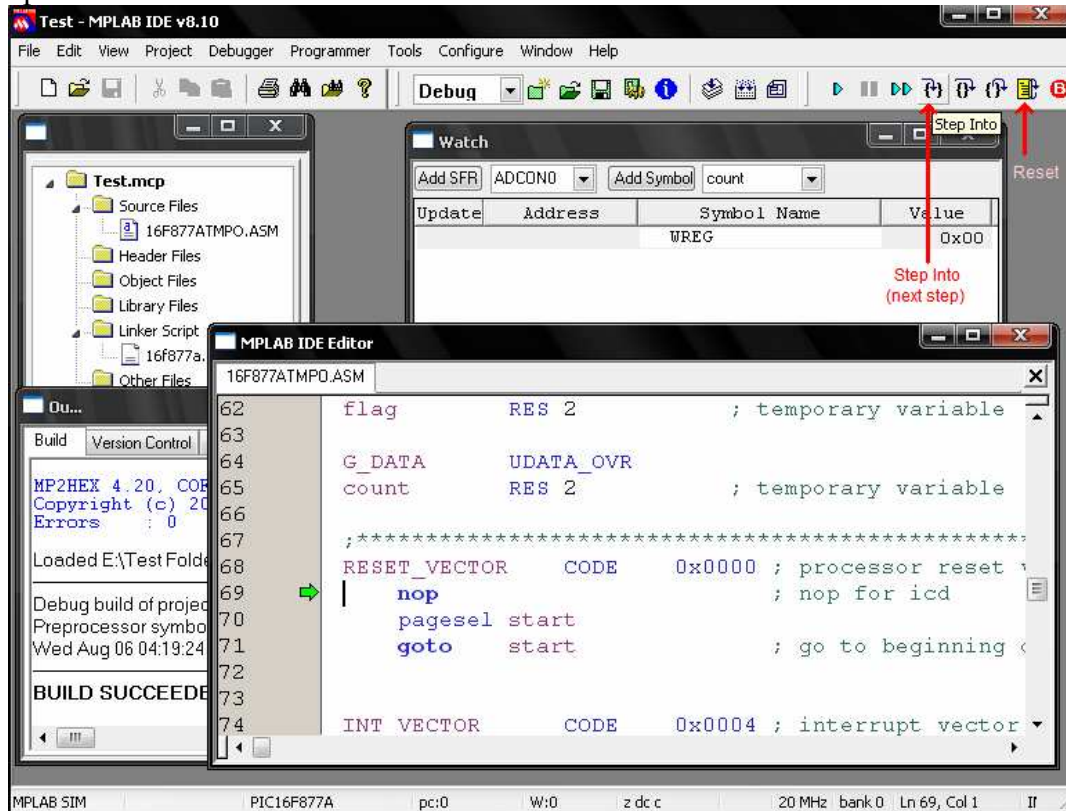 Test - MPLAB IDE v8.10
File Edit View Project Debugger Programmer Tools Configure Window Help
Debug
Step Into
Reset
Step Into
(next step)
Test.mcp
Source Files
16F877ATMPO.ASM
Header Files
Object Files
Library Files
Linker Script
16f877a.
Other Files
Watch
Add SFR ADCON0 Add Symbol count
Update Address Symbol Name Value
WREG 0x00
Ou...
Build Version Control
MP2HEX 4.20, COP
Copyright (c) 20
Errors : 0
Loaded E:\Test Folde
Debug build of projec
Preprocessor symbo
Wed Aug 06 04:19:24
BUILD SUCCEEDE
MPLAB IDE Editor
16F877ATMPO.ASM
62 flag RES 2 ; temporary variable
63
64 G_DATA UDATA_OVR
65 count RES 2 ; temporary variable
66
67 ;*************************************************
68 RESET_VECTOR CODE 0x0000 ; processor reset
69 nop ; nop for icd
70 pagesel start
71 goto start ; go to beginning
72
73
74 INT_VECTOR CODE 0x0004 ; interrupt vector
MPLAB SIM PIC16F877A pc:0 W:0 z dc c 20 MHz bank 0 Ln 69, Col 1